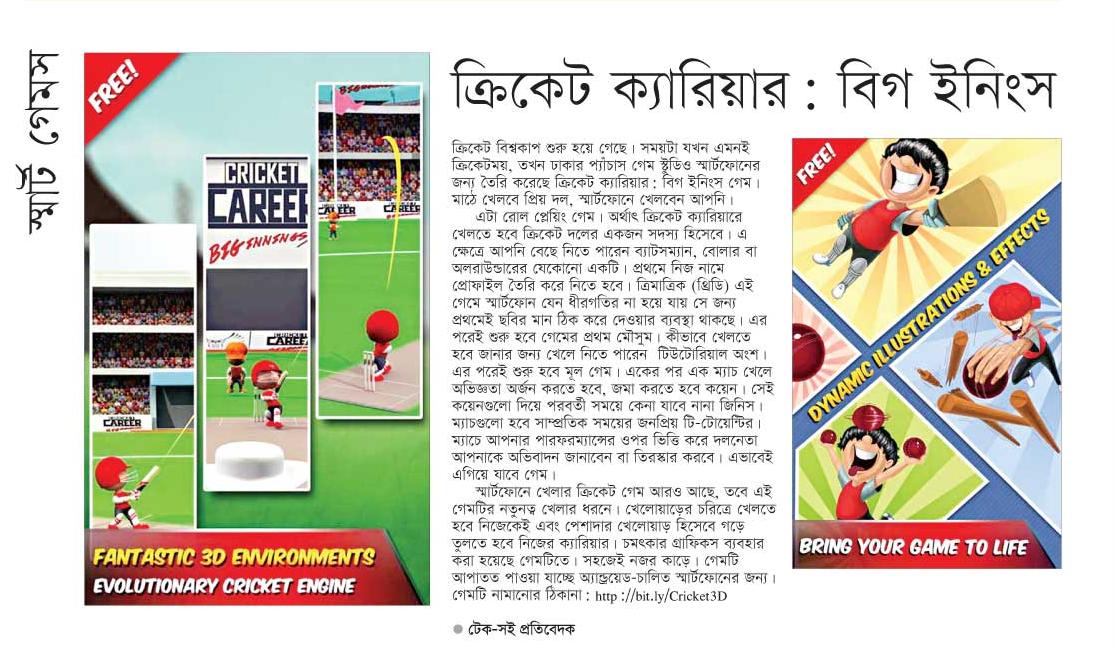 স্মার্ট গেমস
FREE!
CRICKET
CAREER
BIG INNINGS
CAREER
CAREER
FANTASTIC 3D ENVIRONMENTS
EVOLUTIONARY CRICKET ENGINE
ক্রিকেট ক্যারিয়ার : বিগ ইনিংস
ক্রিকেট বিশ্বকাপ শুরু হয়ে গেছে। সময়টা যখন এমনই
ক্রিকেটময়, তখন ঢাকার প্যাঁচাস গেম স্টুডিও স্মার্টফোনের
জন্য তৈরি করেছে ক্রিকেট ক্যারিয়ার : বিগ ইনিংস গেম।
মাঠে খেলবে প্রিয় দল, স্মার্টফোনে খেলবেন আপনি।
এটা রোল প্লেয়িং গেম। অর্থাৎ ক্রিকেট ক্যারিয়ারে
খেলতে হবে ক্রিকেট দলের একজন সদস্য হিসেবে। এ
ক্ষেত্রে আপনি বেছে নিতে পারেন ব্যাটসম্যান, বোলার বা
অলরাউন্ডারের যেকোনো একটি। প্রথমে নিজ নামে
প্রোফাইল তৈরি করে নিতে হবে। ত্রিমাত্রিক (থ্রিডি) এই
গেমে স্মার্টফোন যেন ধীরগতির না হয়ে যায় সে জন্য
প্রথমেই ছবির মান ঠিক করে দেওয়ার ব্যবস্থা থাকছে। এর
পরেই শুরু হবে গেমের প্রথম মৌসুম। কীভাবে খেলতে
হবে জানার জন্য খেলে নিতে পারেন টিউটোরিয়াল অংশ।
এর পরেই শুরু হবে মূল গেম। একের পর এক ম্যাচ খেলে
অভিজ্ঞতা অর্জন করতে হবে, জমা করতে হবে কয়েন। সেই
কয়েনগুলো দিয়ে পরবর্তী সময়ে কেনা যাবে নানা জিনিস।
ম্যাচগুলো হবে সাম্প্রতিক সময়ের জনপ্রিয় টি-টোয়েন্টির।
ম্যাচে আপনার পারফরম্যান্সের ওপর ভিত্তি করে দলনেতা
আপনাকে অভিবাদন জানাবেন বা তিরস্কার করবে। এভাবেই
এগিয়ে যাবে গেম।
স্মার্টফোনে খেলার ক্রিকেট গেম আরও আছে, তবে এই
গেমটির নতুনত্ব খেলার ধরনে। খেলোয়াড়ের চরিত্রে খেলতে
হবে নিজেকেই এবং পেশাদার খেলোয়াড় হিসেবে গড়ে
তুলতে হবে নিজের ক্যারিয়ার। চমৎকার গ্রাফিকস ব্যবহার
করা হয়েছে গেমটিতে। সহজেই নজর কাড়ে। গেমটি
আপাতত পাওয়া যাচ্ছে অ্যান্ড্রয়েড-চালিত স্মার্টফোনের জন্য।
গেমটি নামানোর ঠিকানা : http ://bit.ly/Cricket3D
টেক-সই প্রতিবেদক
FREE!
DYNAMIC ILLUSTRATIONS & EFFECTS
BRING YOUR GAME TO LIFE